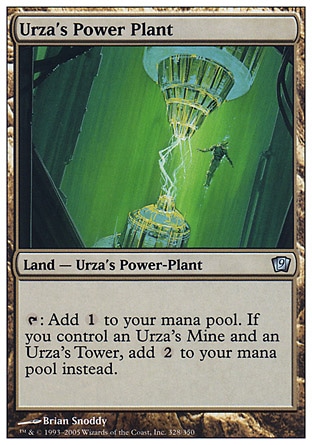 Urza's Power Plant
Land — Urza's Power-Plant
9
: Add 1 to your mana pool. If
you control an Urza's Mine and an
Urza's Tower, add 2 to your mana
pool instead.
Brian Snoddy
™ & © 1993–2005 Wizards of the Coast, Inc. 328/350